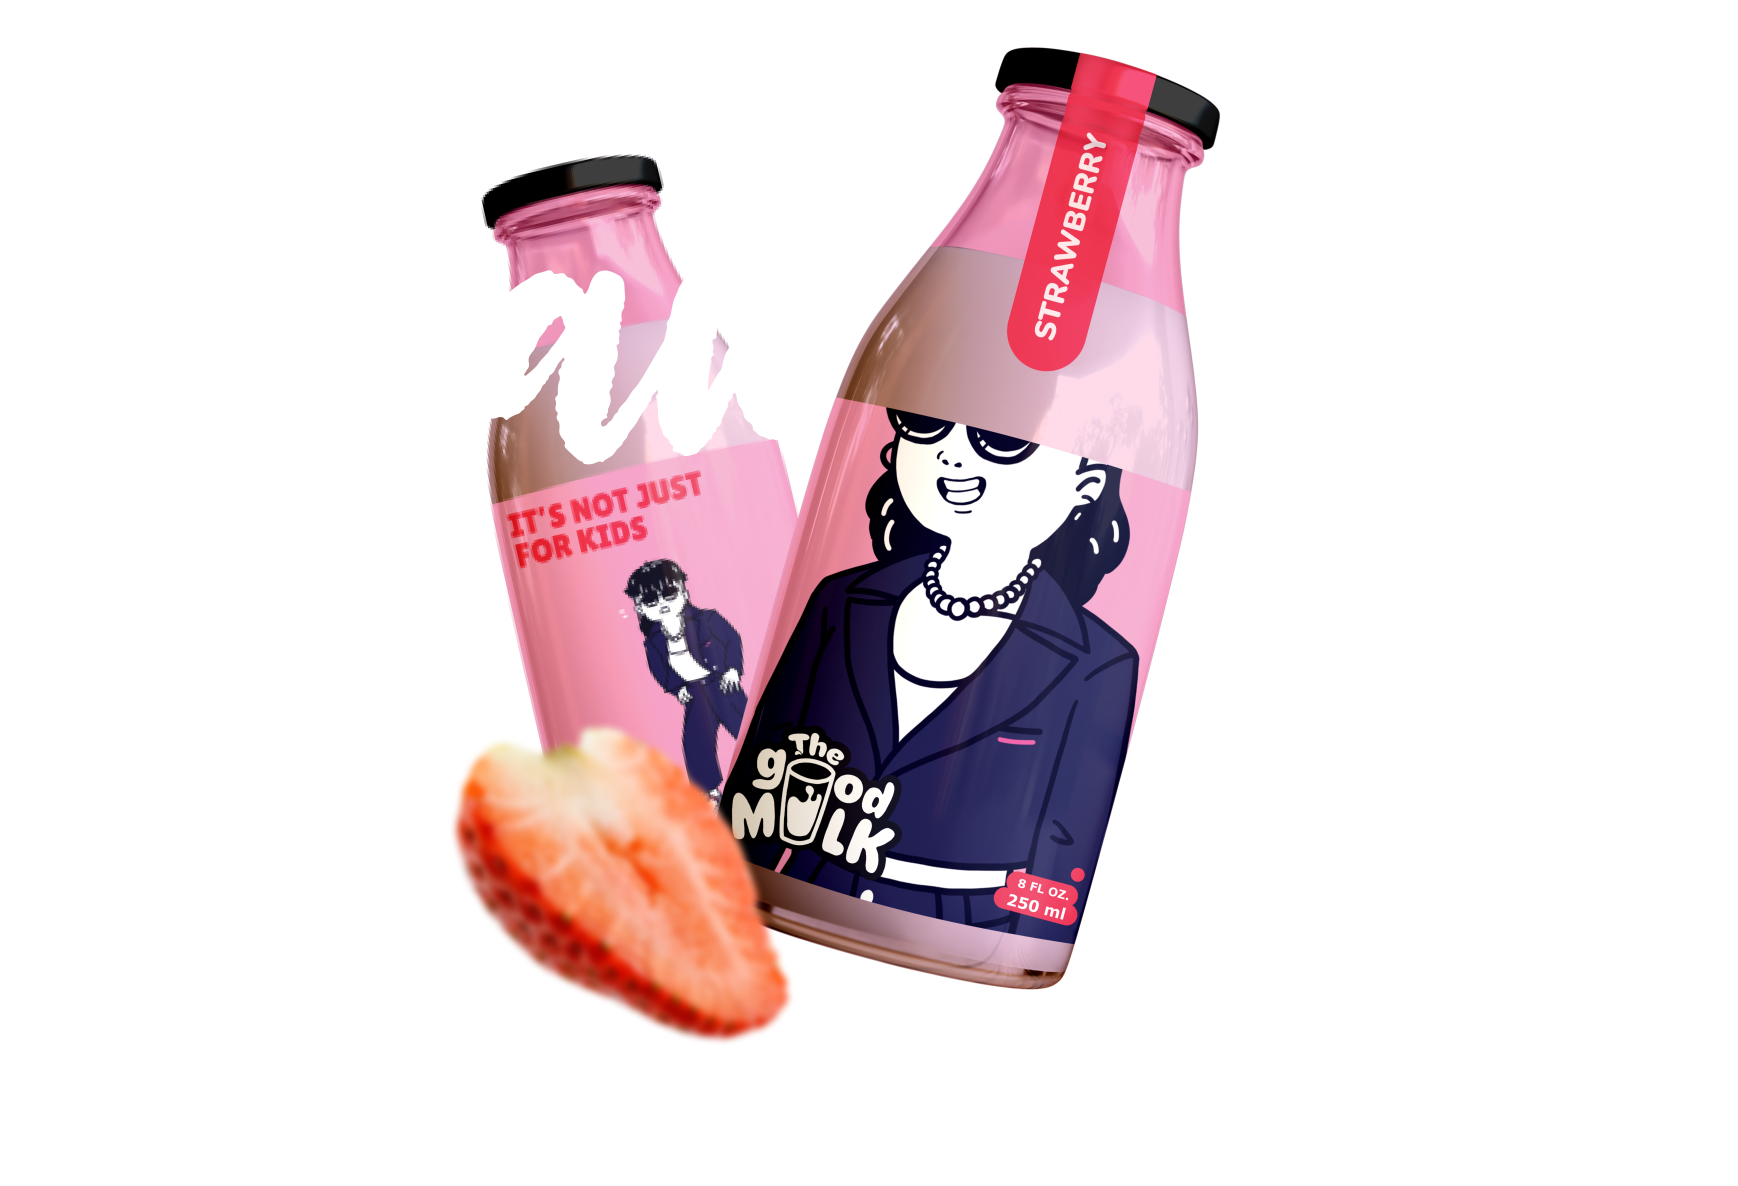 STRAWBERRY
IT'S NOT JUST
FOR KIDS
The
good
MILK
8 FL OZ.
250 ml